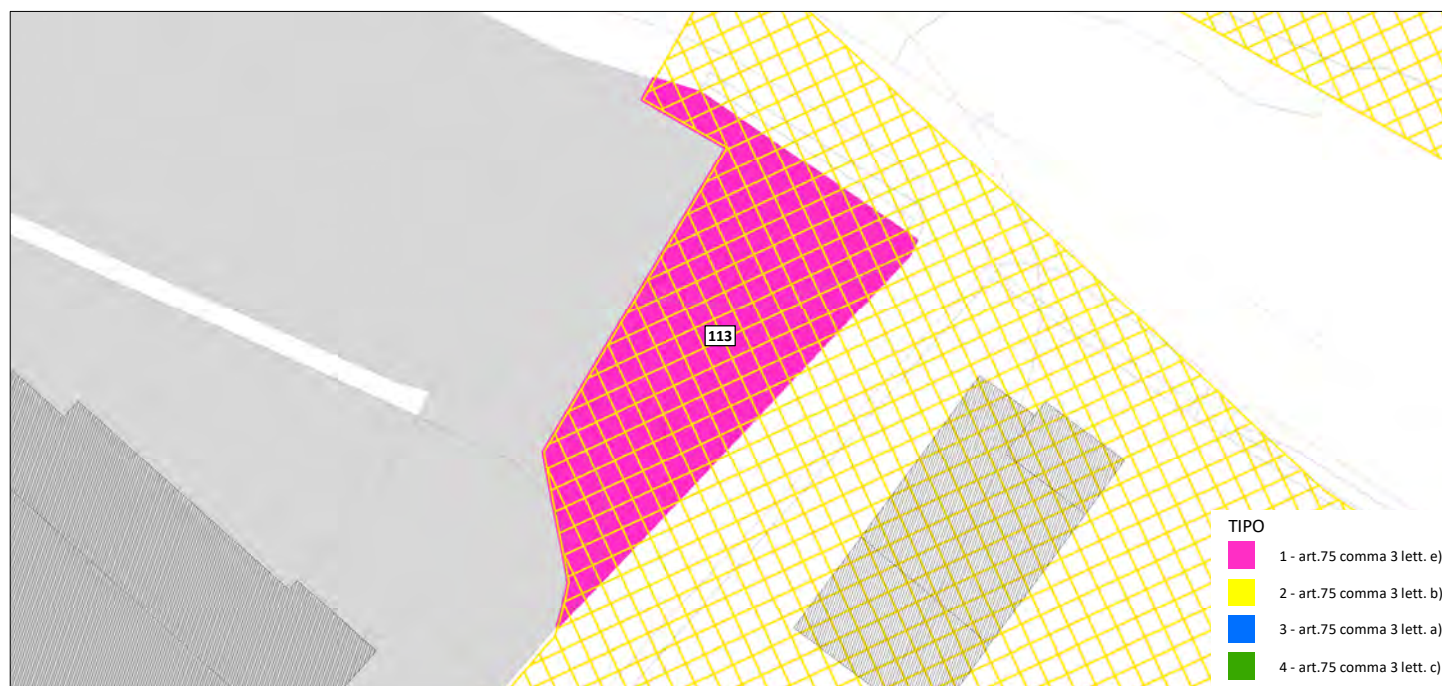 113
TIPO
1 - art.75 comma 3 lett. e)
2 - art.75 comma 3 lett. b)
3 - art.75 comma 3 lett. a)
4 - art.75 comma 3 lett. c)